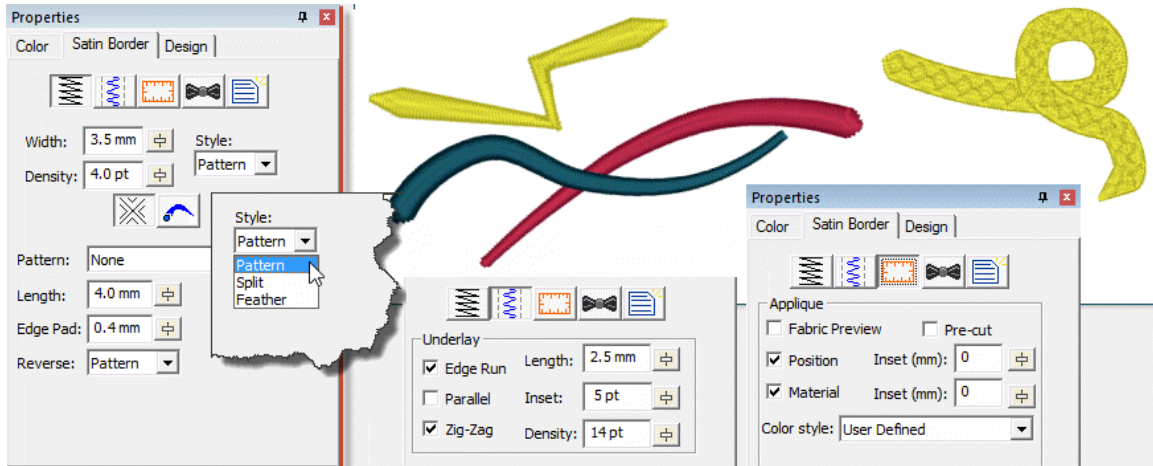 Properties
Color Satin Border Design
Width: 3.5 mm Style:
Density: 4.0 pt Pattern
Pattern: None
Length: 4.0 mm
Edge Pad: 0.4 mm
Reverse: Pattern
Style:
Pattern
Pattern
Split
Feather
Underlay
Edge Run Length: 2.5 mm
Parallel Inset: 5 pt
Zig-Zag Density: 14 pt
Properties
Color Satin Border Design
Applique
Fabric Preview Pre-cut
Position Inset (mm): 0
Material Inset (mm): 0
Color style: User Defined